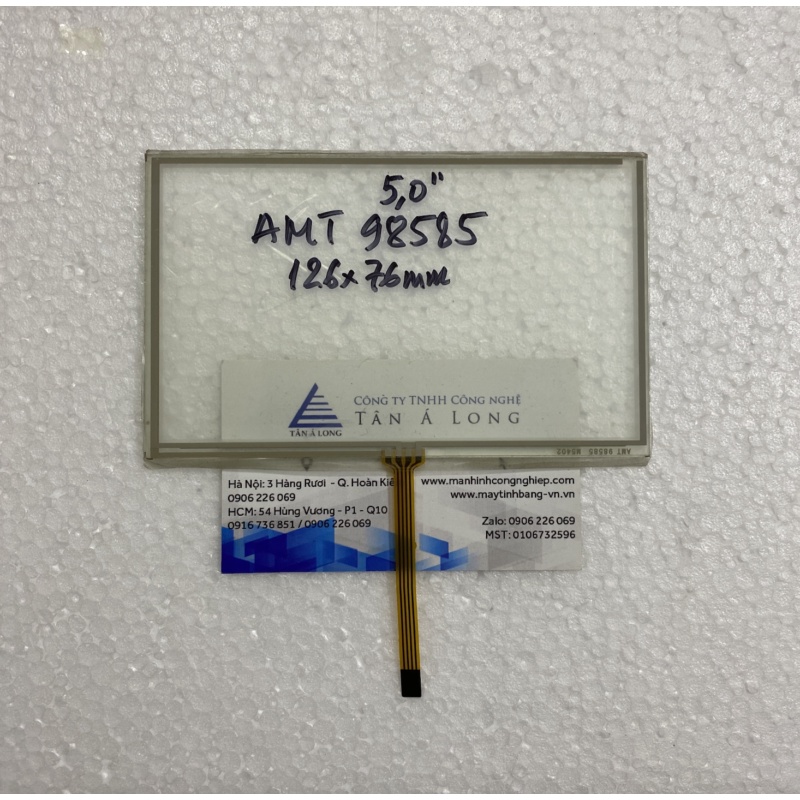 5,0"
AMT 98585
126x76mm
CÔNG TY TNHH CÔNG NGHỆ
TÂN Á LONG
TÂN Á LONG
AMT 98585
Hà Nội: 3 Hàng Rươi - Q. Hoàn Kiế
0906 226 069
HCM: 54 Hùng Vương - P1 - Q10
0916 736 851 / 0906 226 069
www.manhinhcongnghiep.com
www.maytinhbang-vn.vn
Zalo: 0906 226 069
MST: 0106732596